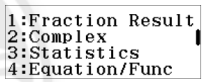 1:Fraction Result
2:Complex
3:Statistics
4:Equation/Func